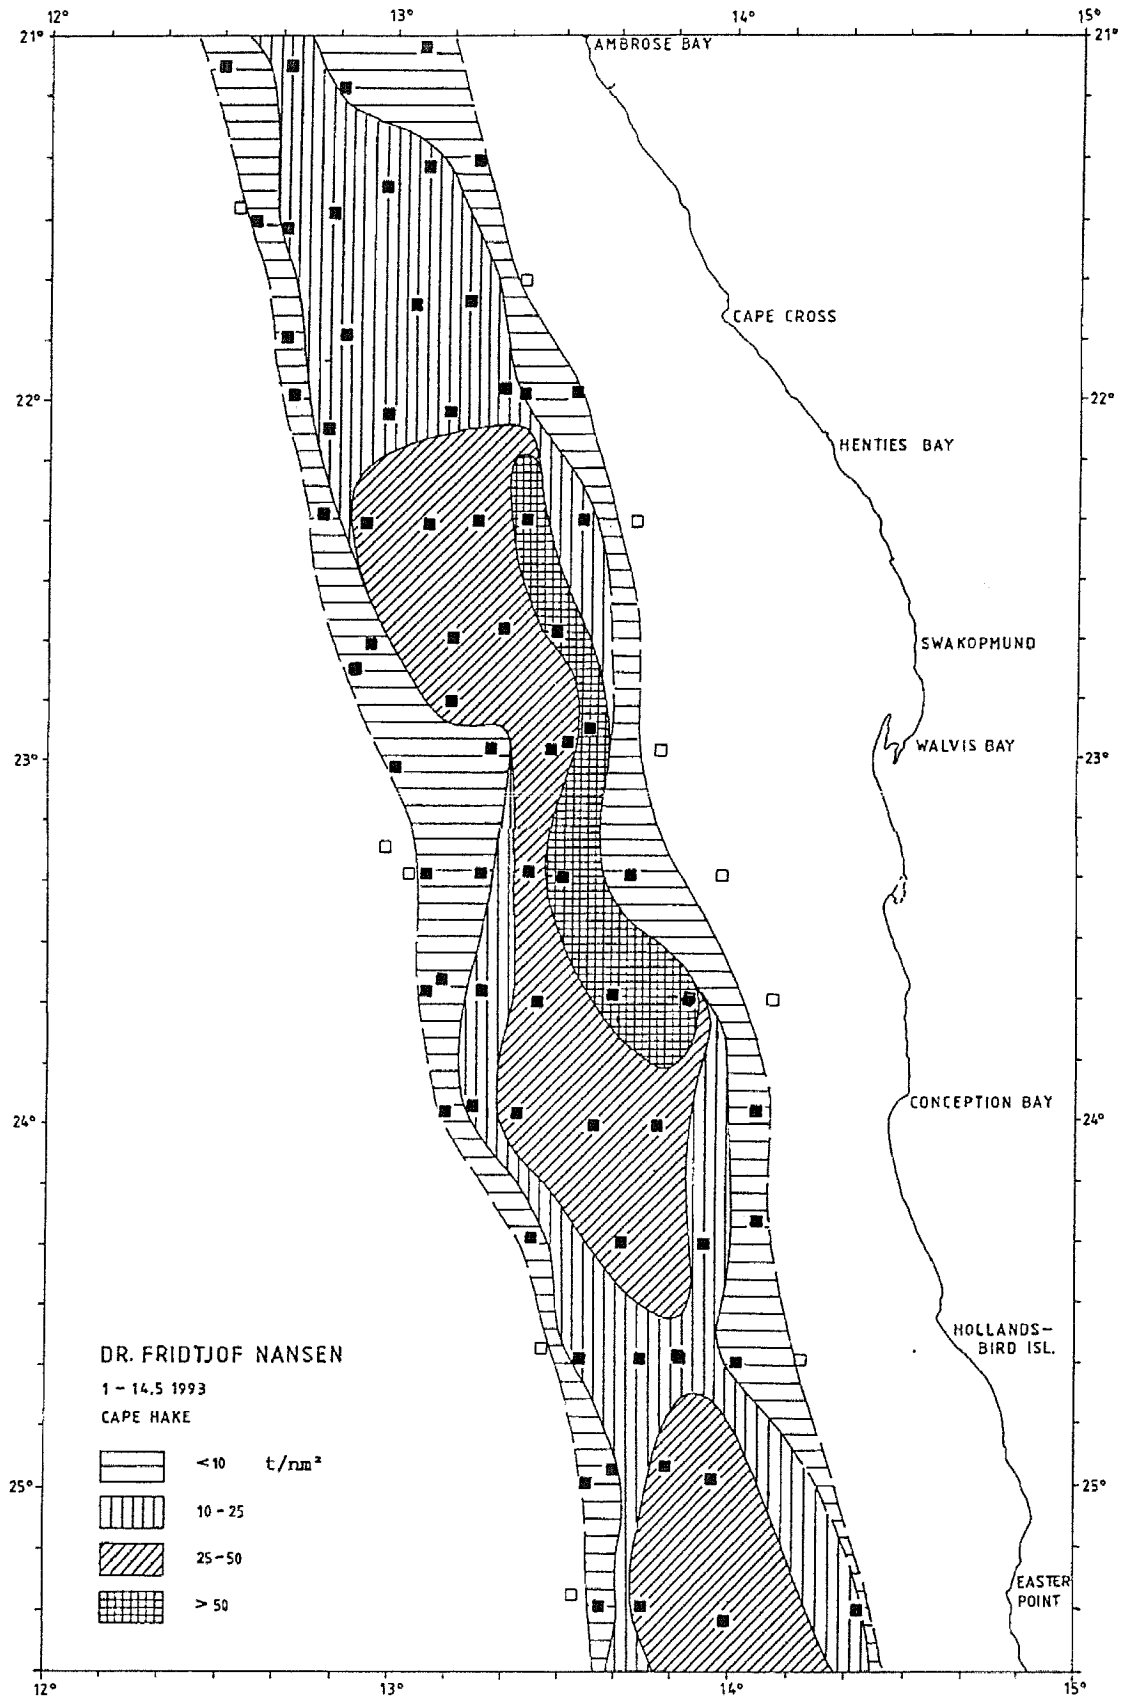 12°
13°
14°
15°
21°
21°
AMBROSE BAY
CAPE CROSS
22°
22°
HENTIES BAY
SWAKOPMUND
WALVIS BAY
23°
23°
CONCEPTION BAY
24°
24°
HOLLANDS-
BIRD ISL.
DR. FRIDTJOF NANSEN
1 - 14.5 1993
CAPE HAKE
<10 t/nm²
10 - 25
25-50
> 50
25°
25°
EASTER
POINT
12°
13°
14°
15°